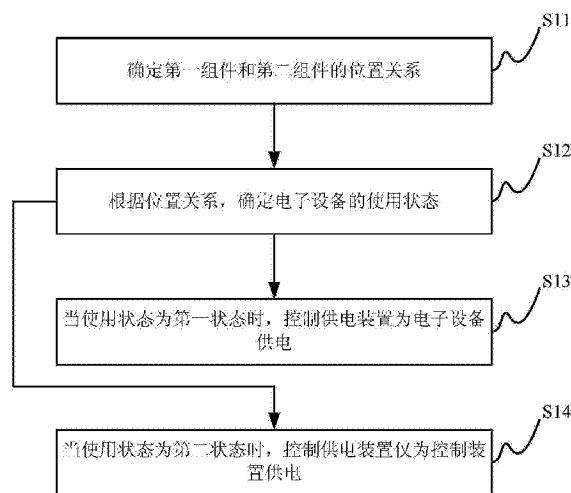 S11
确定第一组件和第二组件的位置关系
S12
根据位置关系，确定电子设备的使用状态
S13
当使用状态为第一状态时，控制供电装置为电子设备
供电
S14
当使用状态为第二状态时，控制供电装置仅为控制装
置供电